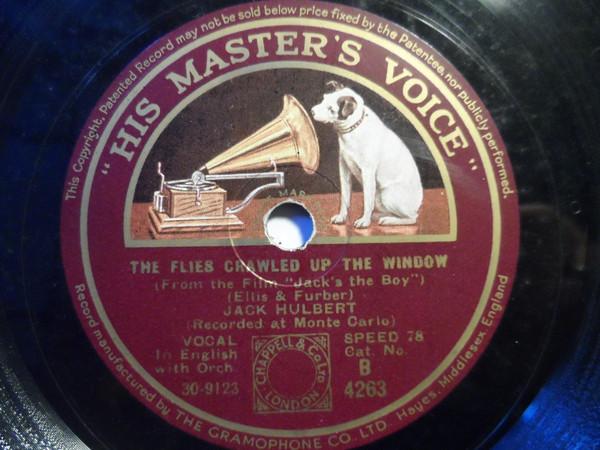 This Copyright, Patented Record may not be sold below price fixed by the Patentee, nor publicly performed.
"HIS MASTER'S VOICE"
THE FLIES CRAWLED UP THE WINDOW
(From the Film "Jack's the Boy")
(Ellis & Furber)
JACK HULBERT
(Recorded at Monte Carlo)
VOCAL
In English
with Orch.
30-9123
CHAPPELL & Co Ltd
LONDON
SPEED 78
Cat. No.
B
4263
Record manufactured by THE GRAMOPHONE CO. LTD Hayes, Middlesex, England